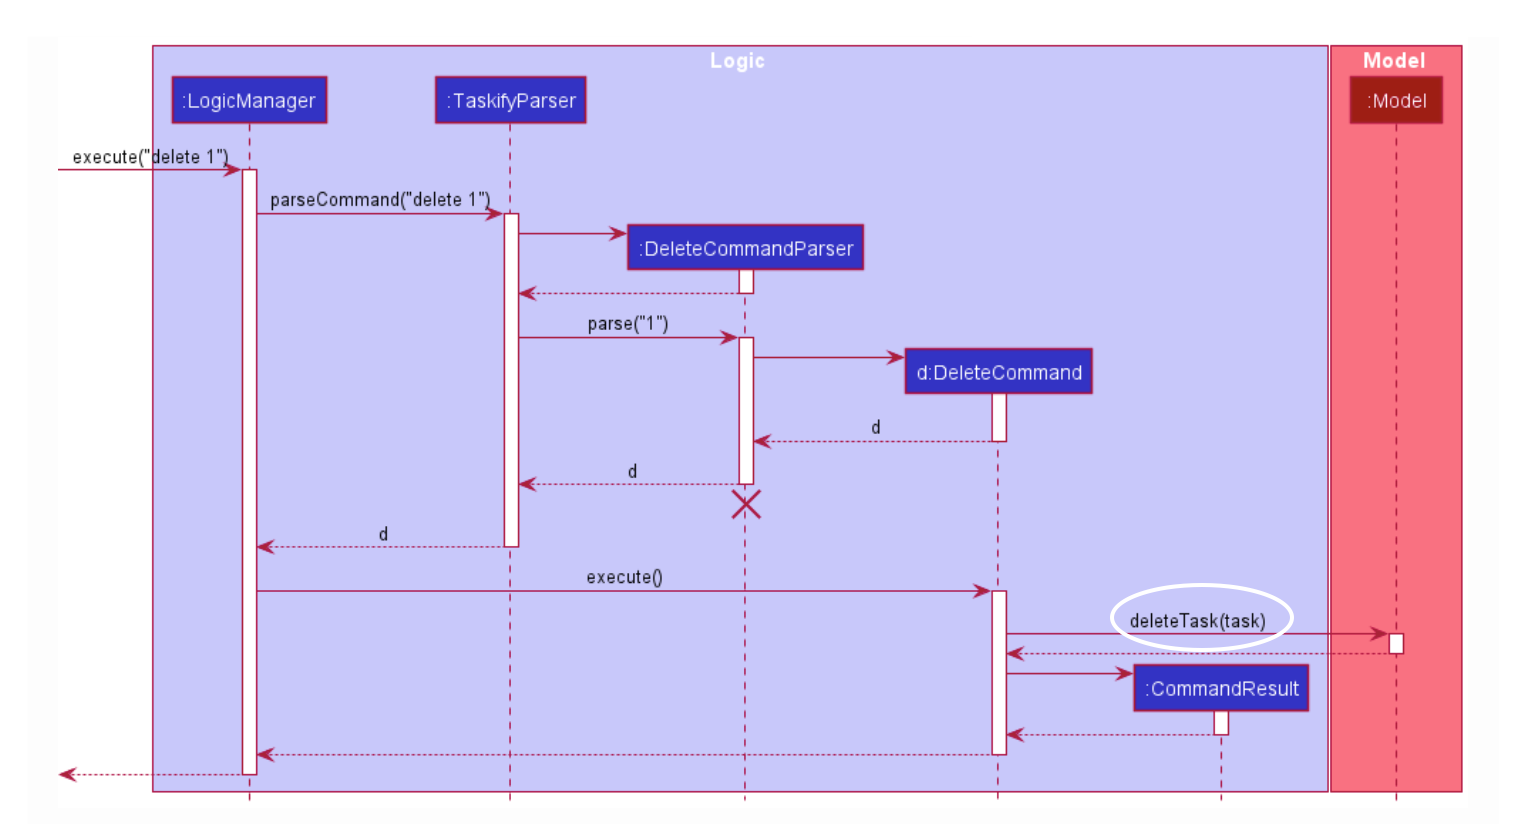 Logic
Model
:LogicManager
:TaskifyParser
:Model
execute("delete 1")
parseCommand("delete 1")
:DeleteCommandParser
parse("1")
d:DeleteCommand
d
d
d
execute()
deleteTask(task)
:CommandResult